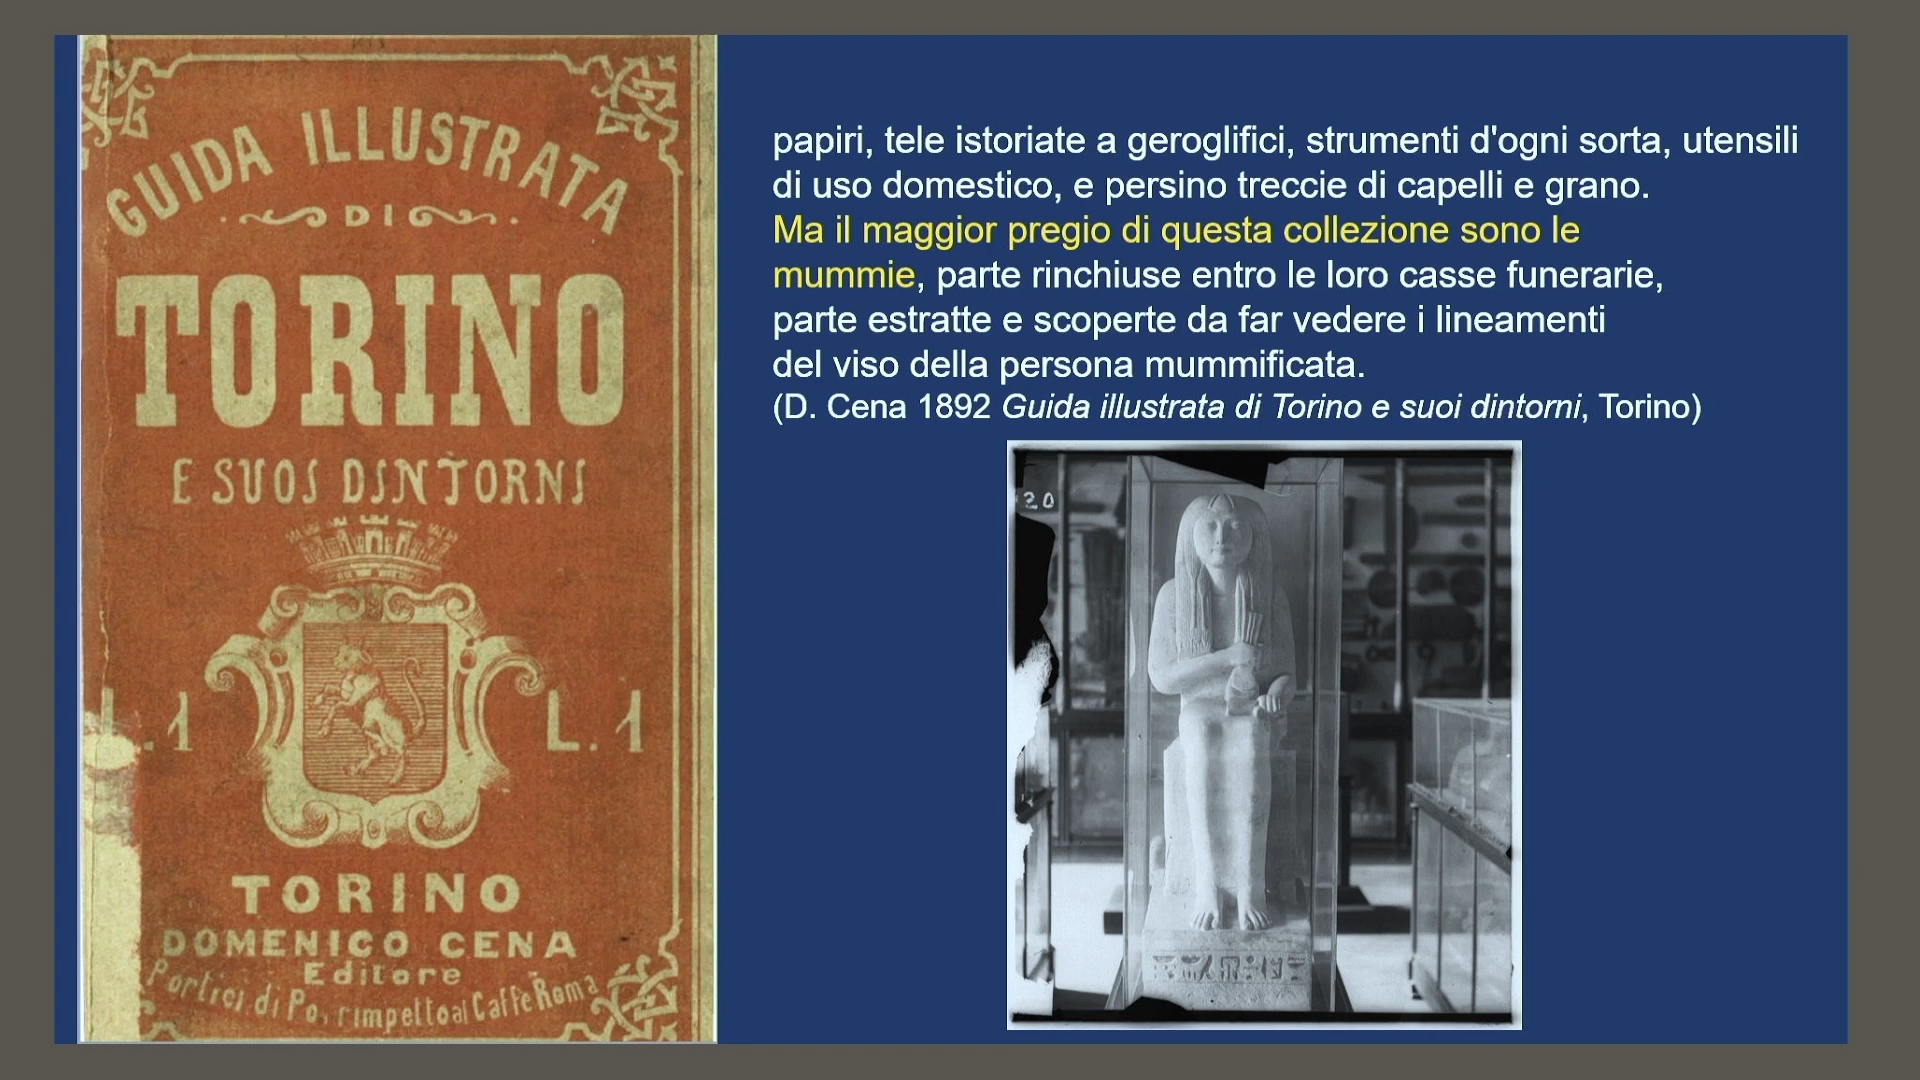 GUIDA ILLUSTRATA
DI
TORINO
E SUOI DINTORNI
L. 1
L. 1
TORINO
DOMENICO CENA
Editore
Portici di Po, rimpetto al Caffè Roma
papiri, tele istoriate a geroglifici, strumenti d'ogni sorta, utensili
di uso domestico, e persino treccie di capelli e grano.
Ma il maggior pregio di questa collezione sono le
mummie, parte rinchiuse entro le loro casse funerarie,
parte estratte e scoperte da far vedere i lineamenti
del viso della persona mummificata.
(D. Cena 1892 Guida illustrata di Torino e suoi dintorni, Torino)
20